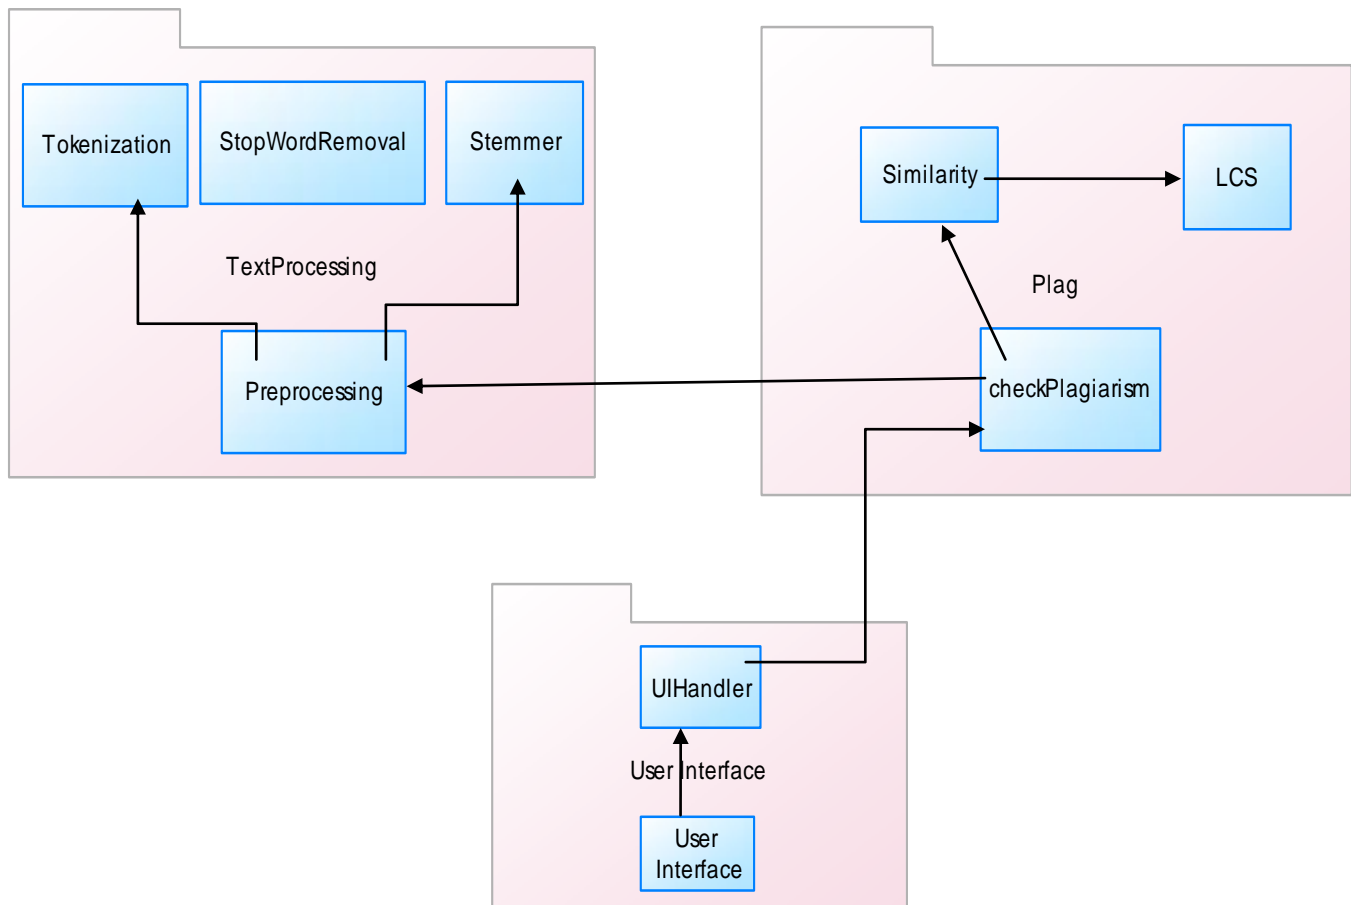 Tokenization
StopWordRemoval
Stemmer
TextProcessing
Preprocessing
Similarity
LCS
Plag
checkPlagiarism
UIHandler
User Interface
User
Interface